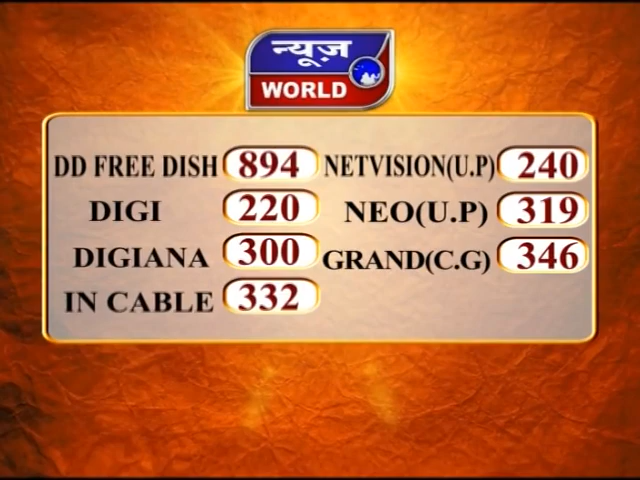 न्यूज़
WORLD
DD FREE DISH 894 NETVISION(U.P) 240
DIGI 220 NEO(U.P) 319
DIGIANA 300 GRAND(C.G) 346
IN CABLE 332